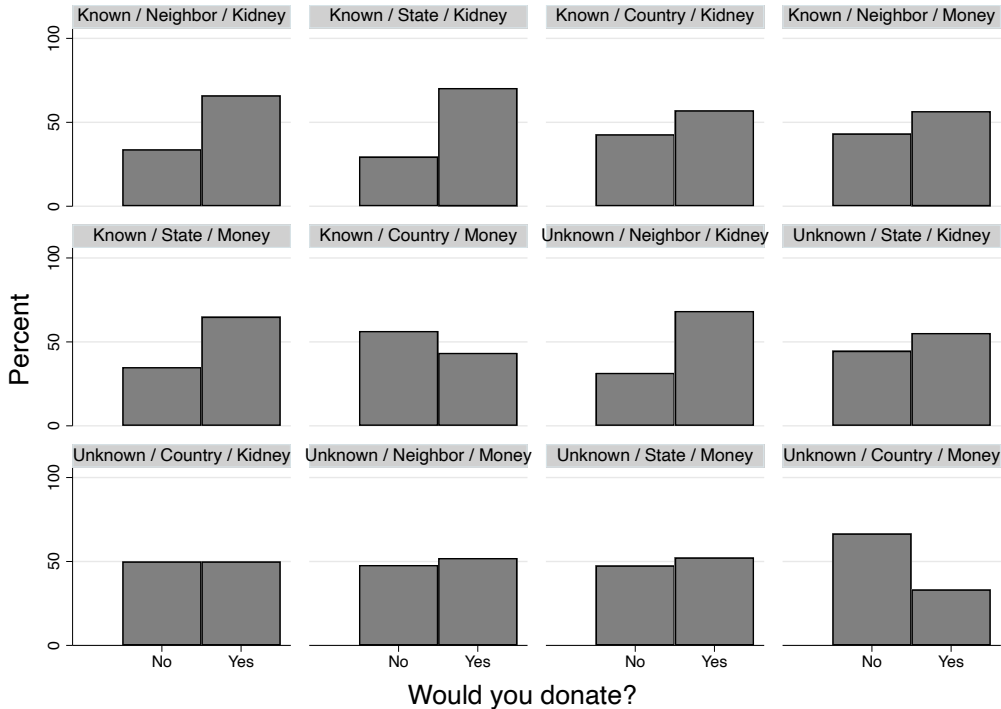 Known / Neighbor / Kidney
Known / State / Kidney
Known / Country / Kidney
Known / Neighbor / Money
100
50
0
Known / State / Money
Known / Country / Money
Unknown / Neighbor / Kidney
Unknown / State / Kidney
100
50
0
Percent
Unknown / Country / Kidney
Unknown / Neighbor / Money
Unknown / State / Money
Unknown / Country / Money
100
50
0
No Yes
No Yes
No Yes
No Yes
Would you donate?